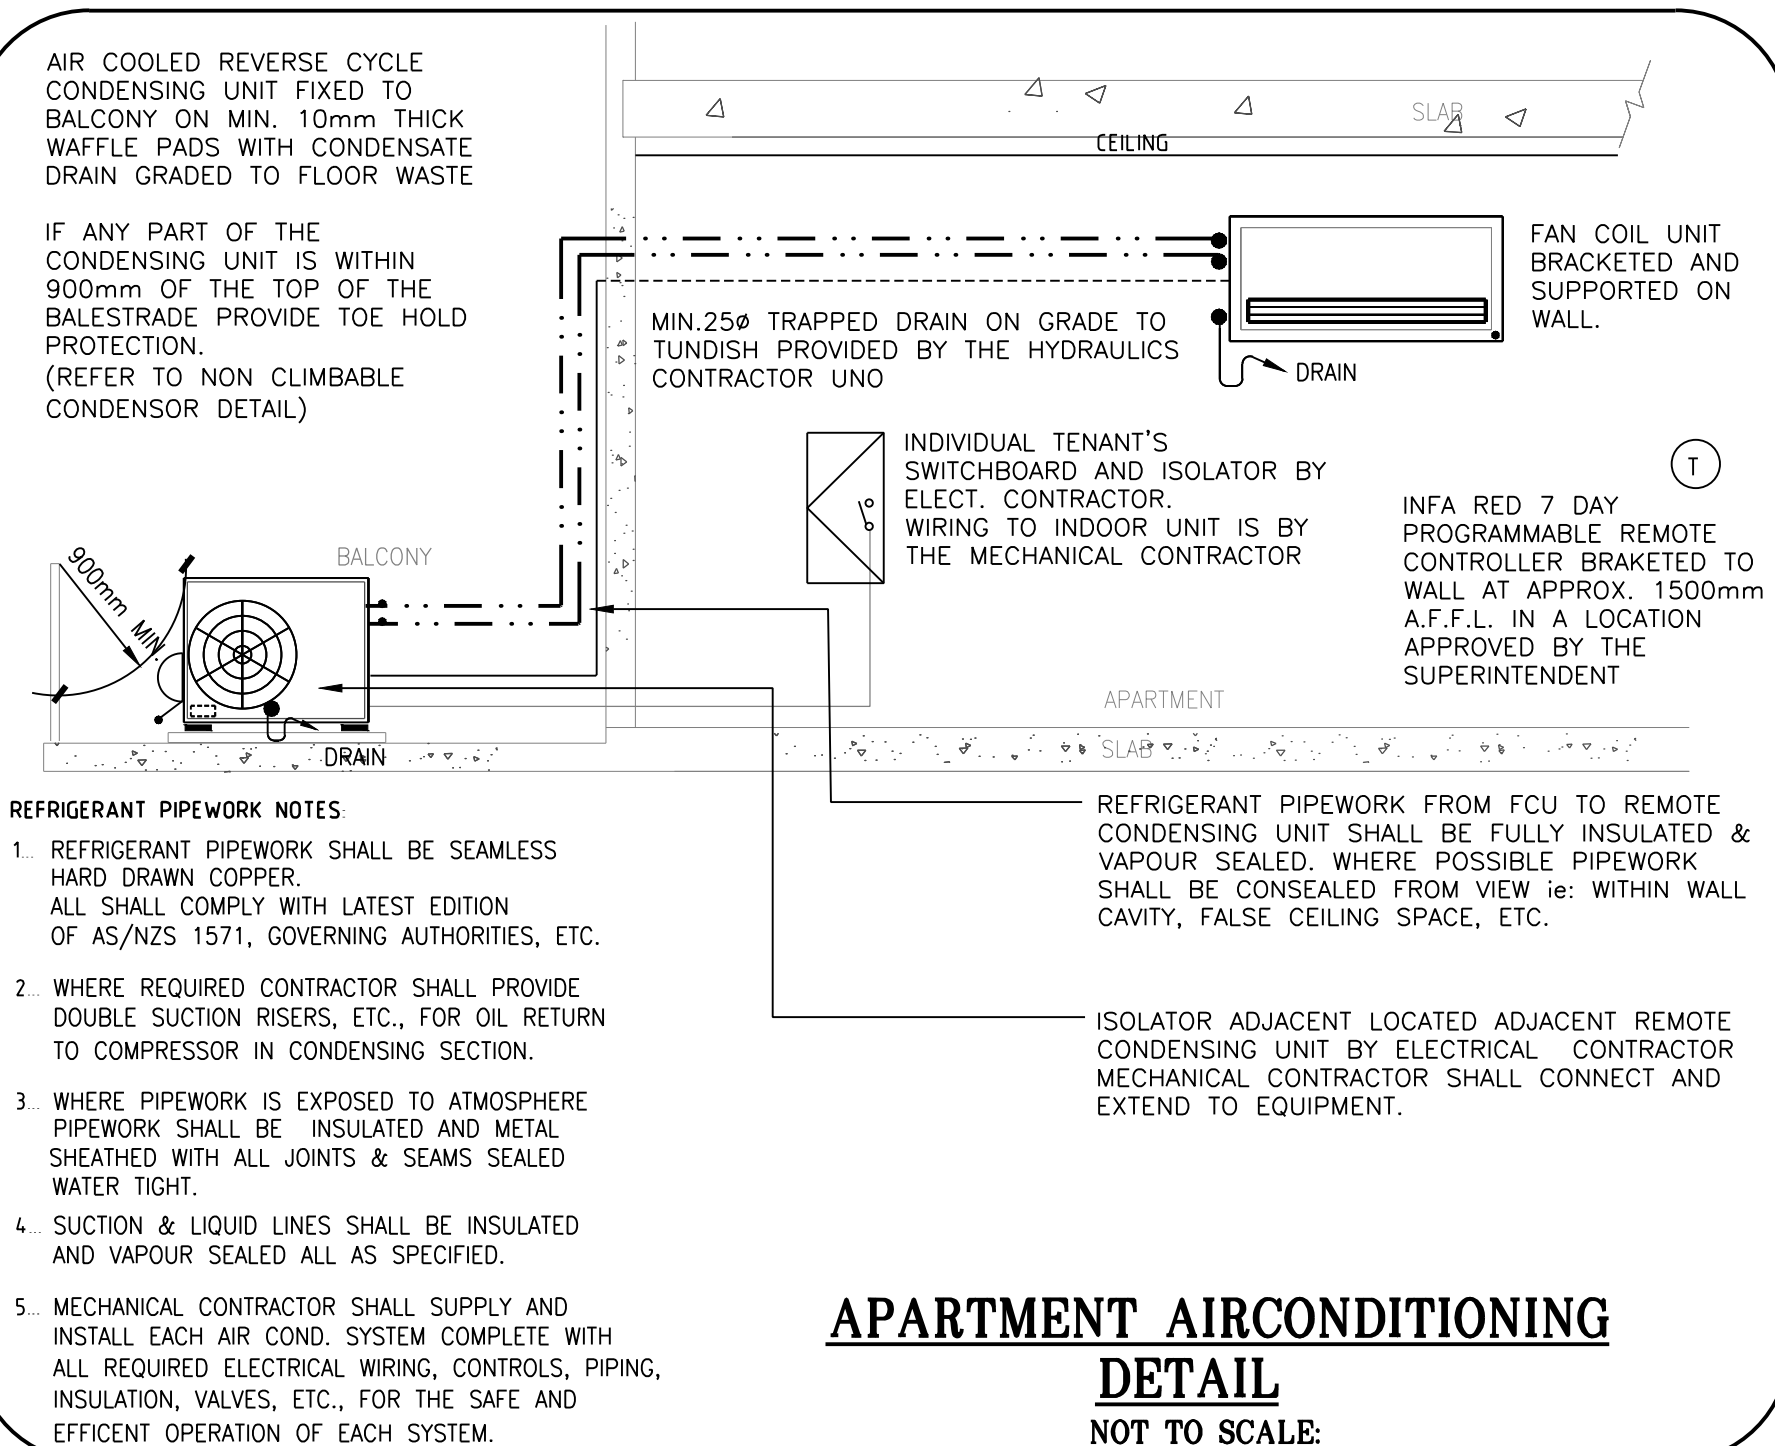 AIR COOLED REVERSE CYCLE
CONDENSING UNIT FIXED TO
BALCONY ON MIN. 10mm THICK
WAFFLE PADS WITH CONDENSATE
DRAIN GRADED TO FLOOR WASTE
IF ANY PART OF THE
CONDENSING UNIT IS WITHIN
900mm OF THE TOP OF THE
BALESTRADE PROVIDE TOE HOLD
PROTECTION.
(REFER TO NON CLIMBABLE
CONDENSOR DETAIL)
SLAB
CEILING
FAN COIL UNIT
BRACKETED AND
SUPPORTED ON
WALL.
MIN.25ø TRAPPED DRAIN ON GRADE TO
TUNDISH PROVIDED BY THE HYDRAULICS
CONTRACTOR UNO
DRAIN
INDIVIDUAL TENANT'S
SWITCHBOARD AND ISOLATOR BY
ELECT. CONTRACTOR.
WIRING TO INDOOR UNIT IS BY
THE MECHANICAL CONTRACTOR
T
INFA RED 7 DAY
PROGRAMMABLE REMOTE
CONTROLLER BRAKETED TO
WALL AT APPROX. 1500mm
A.F.F.L. IN A LOCATION
APPROVED BY THE
SUPERINTENDENT
BALCONY
900mm MIN.
DRAIN
APARTMENT
SLAB
REFRIGERANT PIPEWORK NOTES:
1... REFRIGERANT PIPEWORK SHALL BE SEAMLESS
HARD DRAWN COPPER.
ALL SHALL COMPLY WITH LATEST EDITION
OF AS/NZS 1571, GOVERNING AUTHORITIES, ETC.
2... WHERE REQUIRED CONTRACTOR SHALL PROVIDE
DOUBLE SUCTION RISERS, ETC., FOR OIL RETURN
TO COMPRESSOR IN CONDENSING SECTION.
3... WHERE PIPEWORK IS EXPOSED TO ATMOSPHERE
PIPEWORK SHALL BE INSULATED AND METAL
SHEATHED WITH ALL JOINTS & SEAMS SEALED
WATER TIGHT.
4... SUCTION & LIQUID LINES SHALL BE INSULATED
AND VAPOUR SEALED ALL AS SPECIFIED.
5... MECHANICAL CONTRACTOR SHALL SUPPLY AND
INSTALL EACH AIR COND. SYSTEM COMPLETE WITH
ALL REQUIRED ELECTRICAL WIRING, CONTROLS, PIPING,
INSULATION, VALVES, ETC., FOR THE SAFE AND
EFFICENT OPERATION OF EACH SYSTEM.
REFRIGERANT PIPEWORK FROM FCU TO REMOTE
CONDENSING UNIT SHALL BE FULLY INSULATED &
VAPOUR SEALED. WHERE POSSIBLE PIPEWORK
SHALL BE CONSEALED FROM VIEW ie: WITHIN WALL
CAVITY, FALSE CEILING SPACE, ETC.
ISOLATOR ADJACENT LOCATED ADJACENT REMOTE
CONDENSING UNIT BY ELECTRICAL CONTRACTOR
MECHANICAL CONTRACTOR SHALL CONNECT AND
EXTEND TO EQUIPMENT.
APARTMENT AIRCONDITIONING
DETAIL
NOT TO SCALE: